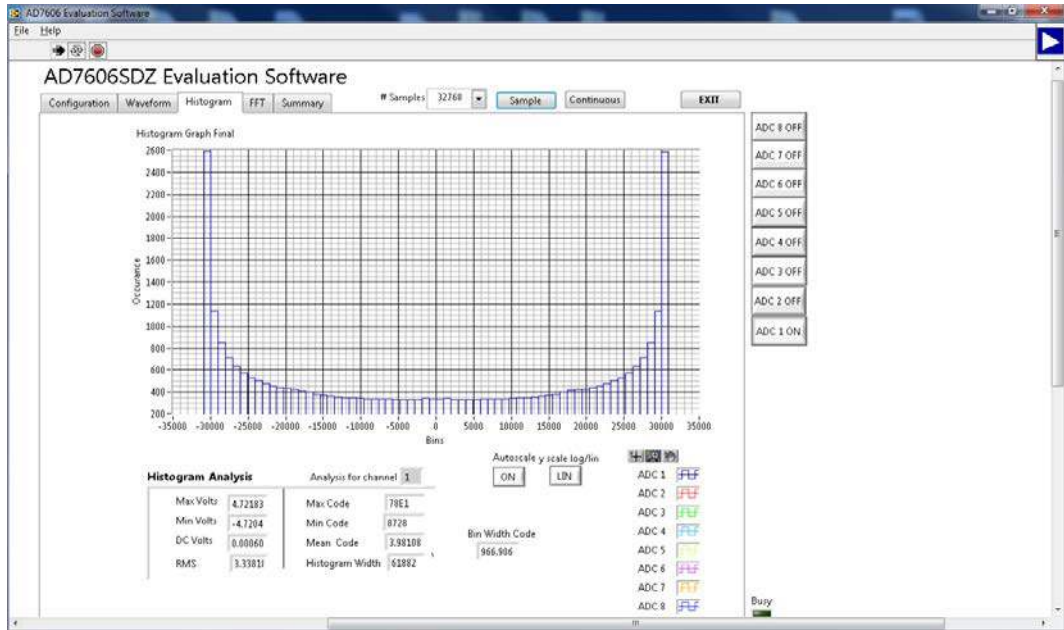 AD7606 Evaluation Software
File Help
AD7606SDZ Evaluation Software
Configuration Waveform Histogram FFT Summary # Samples 32768 Sample Continuous EXIT
Histogram Graph Final
2600
2400
2200
2000
1800
1600
1400
1200
1000
800
600
400
200
Occurance
-35000 -30000 -25000 -20000 -15000 -10000 -5000 0 5000 10000 15000 20000 25000 30000 35000
Bins
ADC 8 OFF
ADC 7 OFF
ADC 6 OFF
ADC 5 OFF
ADC 4 OFF
ADC 3 OFF
ADC 2 OFF
ADC 1 ON
Autoscale y scale log/lin
ON LIN
Histogram Analysis Analysis for channel 1
Max Volts 4.72183 Max Code 78E1
Min Volts -4.7204 Min Code 8728
DC Volts 0.00060 Mean Code 3.98108
RMS Histogram Width 61882
Bin Width Code
966.906
ADC 1
ADC 2
ADC 3
ADC 4
ADC 5
ADC 6
ADC 7
ADC 8
Busy